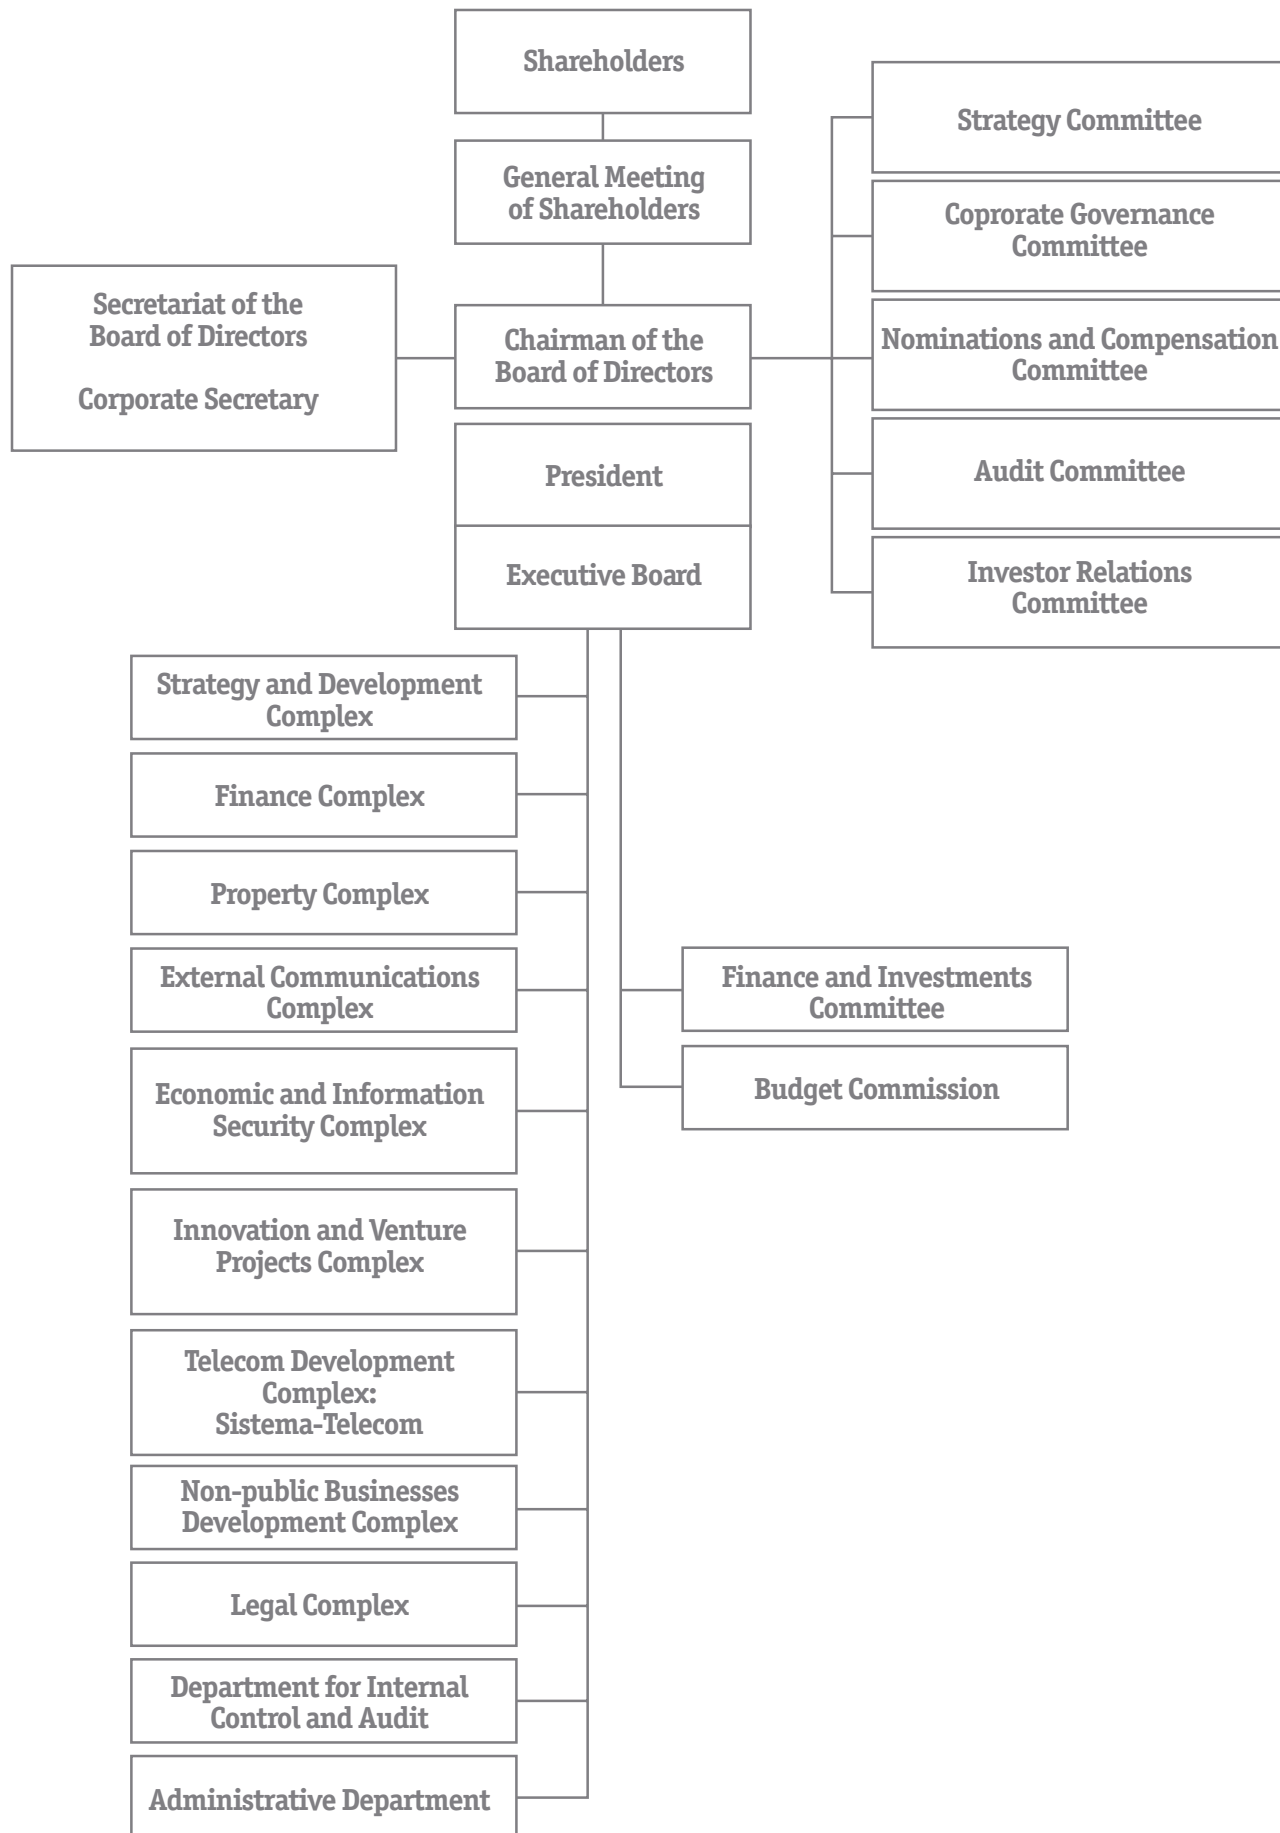 Shareholders
General Meeting
of Shareholders
Secretariat of the
Board of Directors
Corporate Secretary
Chairman of the
Board of Directors
President
Executive Board
Strategy Committee
Coprorate Governance
Committee
Nominations and Compensation
Committee
Audit Committee
Investor Relations
Committee
Strategy and Development
Complex
Finance Complex
Property Complex
External Communications
Complex
Economic and Information
Security Complex
Innovation and Venture
Projects Complex
Telecom Development
Complex:
Sistema-Telecom
Non-public Businesses
Development Complex
Legal Complex
Department for Internal
Control and Audit
Administrative Department
Finance and Investments
Committee
Budget Commission